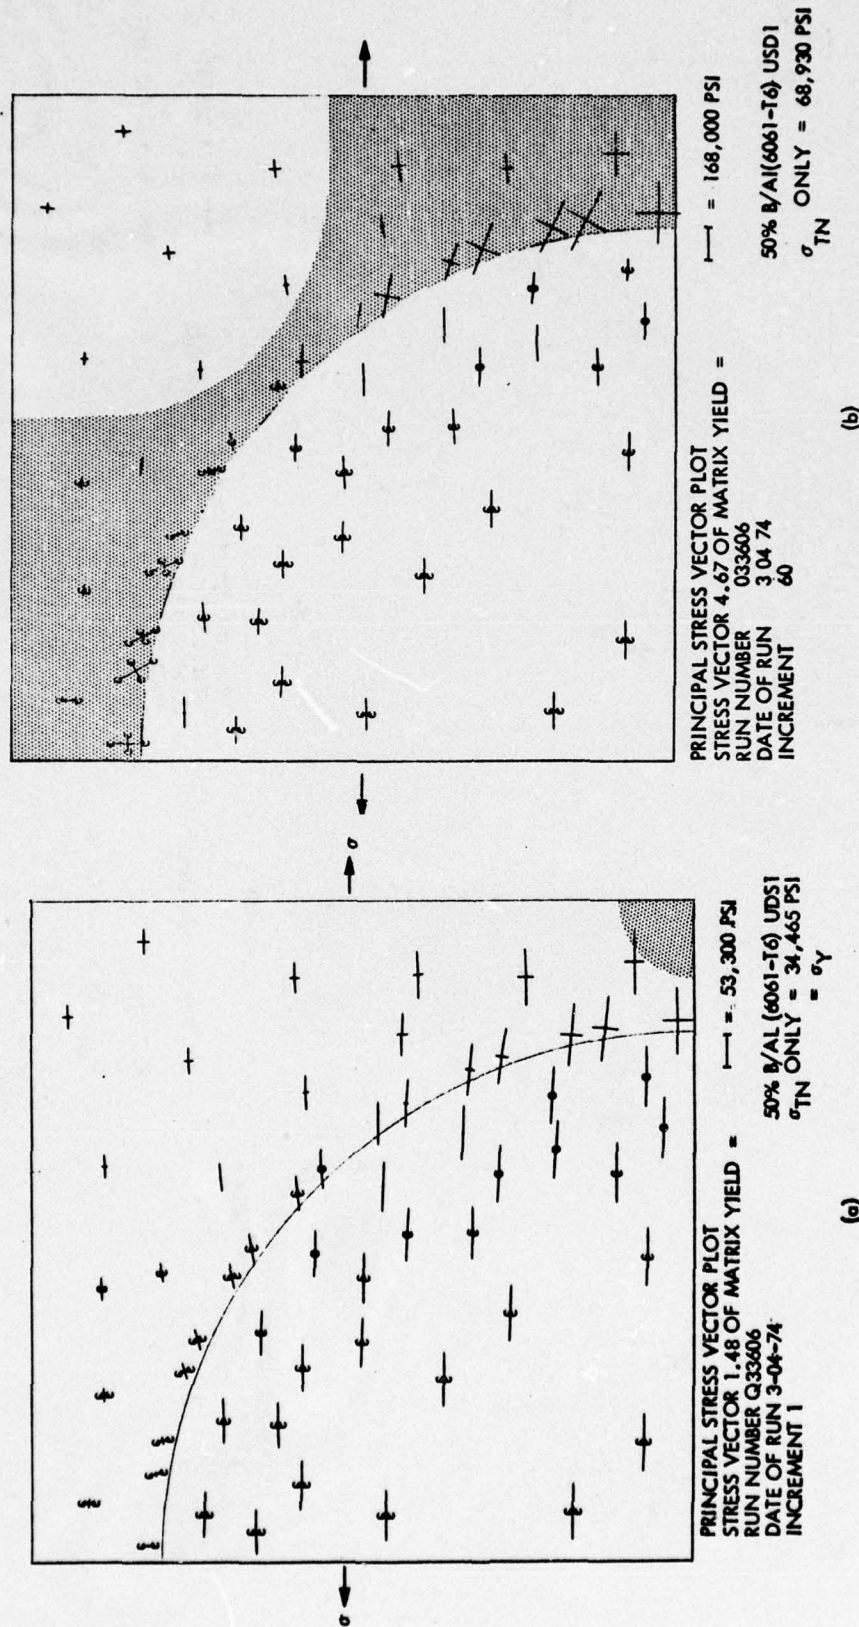 σ
σ
PRINCIPAL STRESS VECTOR PLOT
STRESS VECTOR 1.48 OF MATRIX YIELD = = 53,300 PSI
RUN NUMBER Q33606
DATE OF RUN 3-04-74
INCREMENT 1
50% B/AL (6061-T6) UDS1
σTN ONLY = 34,465 PSI
= σY
(a)
PRINCIPAL STRESS VECTOR PLOT
STRESS VECTOR 4.67 OF MATRIX YIELD = = 168,000 PSI
RUN NUMBER 033606
DATE OF RUN 3 04 74
INCREMENT 60
50% B/Al(6061-T6) USD1
σTN ONLY = 68,930 PSI
(b)